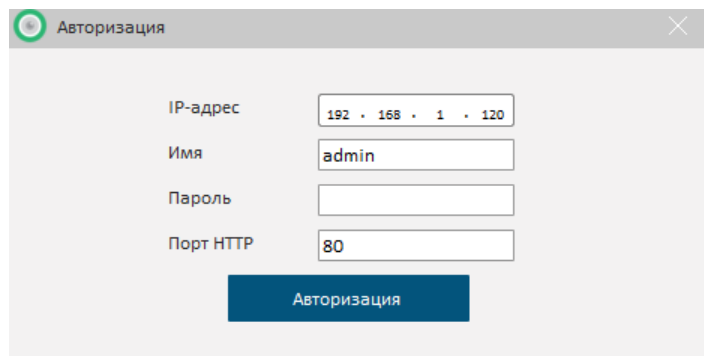 Авторизация
IP-адрес 192 . 168 . 1 . 120
Имя admin
Пароль
Порт HTTP 80
Авторизация